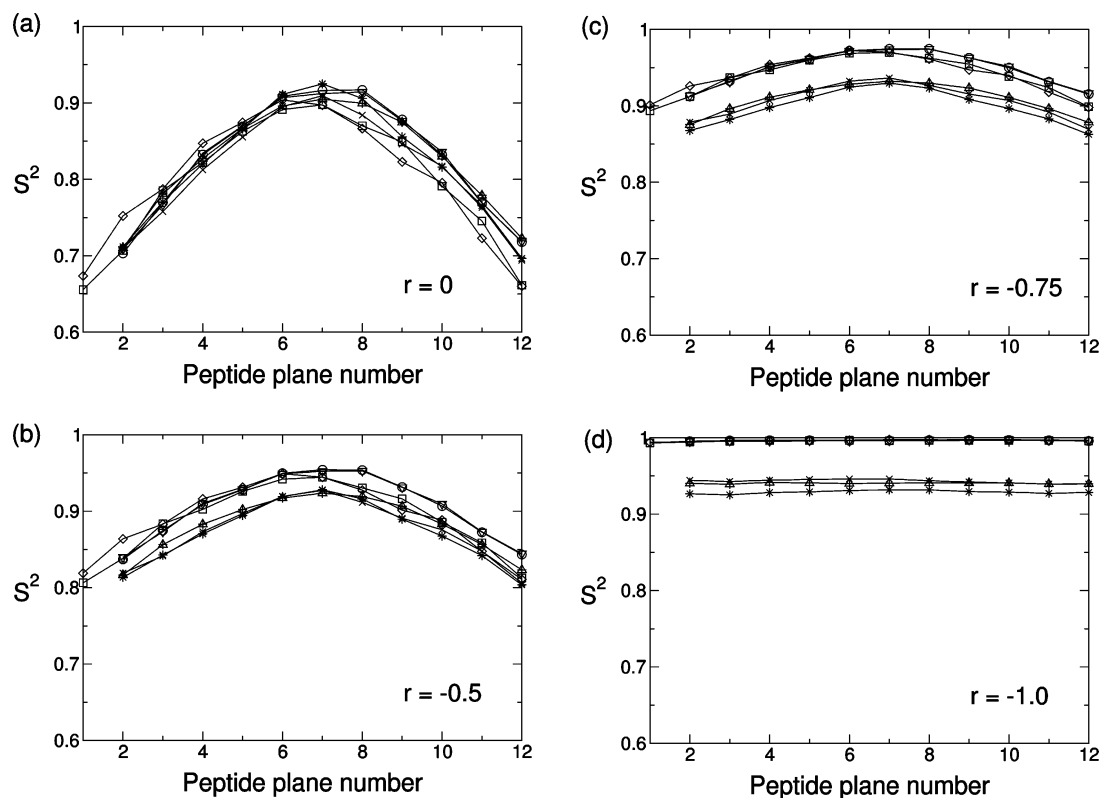 (a)
1
0.9
0.8
0.7
0.6
S²
r = 0
2 4 6 8 10 12
Peptide plane number
(b)
1
0.9
0.8
0.7
0.6
S²
r = -0.5
2 4 6 8 10 12
Peptide plane number
(c)
1
0.9
0.8
0.7
0.6
S²
r = -0.75
2 4 6 8 10 12
Peptide plane number
(d)
1
0.9
0.8
0.7
0.6
S²
r = -1.0
2 4 6 8 10 12
Peptide plane number